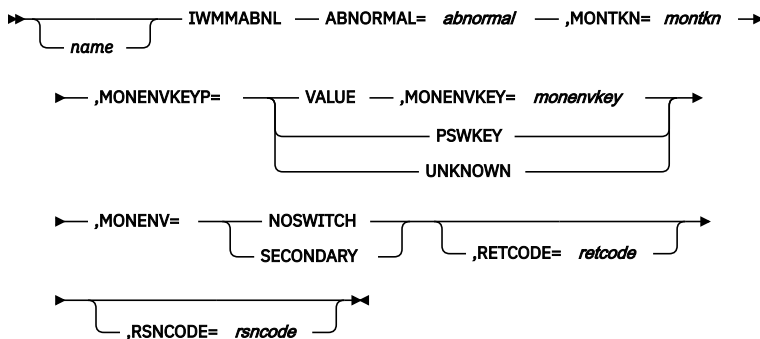 IWMMABNL ABNORMAL= abnormal ,MONTKN= montkn
name
,MONENVKEYP= VALUE ,MONENVKEY= monenvkey
PSWKEY
UNKNOWN
,MONENV= NOSWITCH
SECONDARY ,RETCODE= retcode
,RSNCODE= rsncode